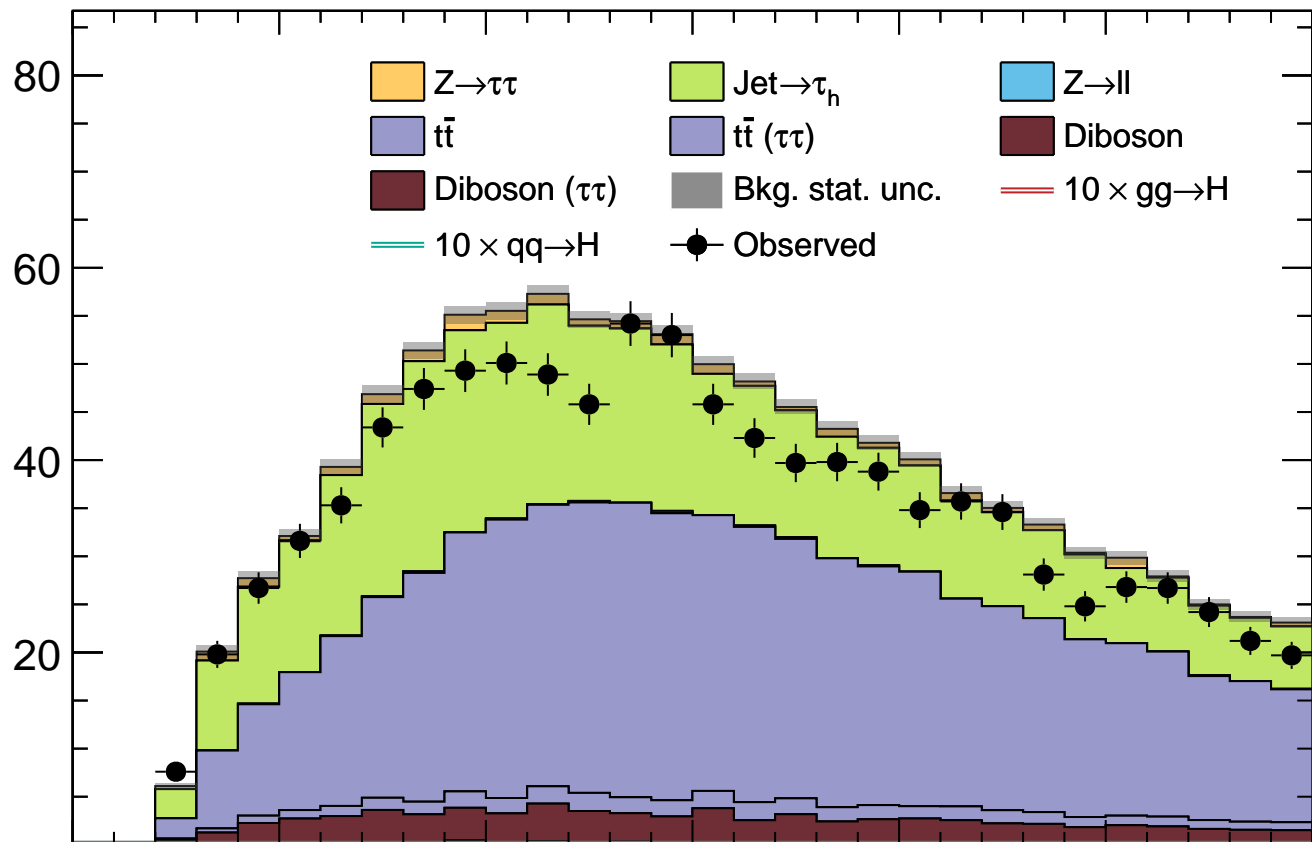 80
Z→ττ Jet→τₕ Z→ll
tt̄ tt̄ (ττ) Diboson
Diboson (ττ) Bkg. stat. unc. 10 × gg→H
10 × qq→H Observed
60
40
20